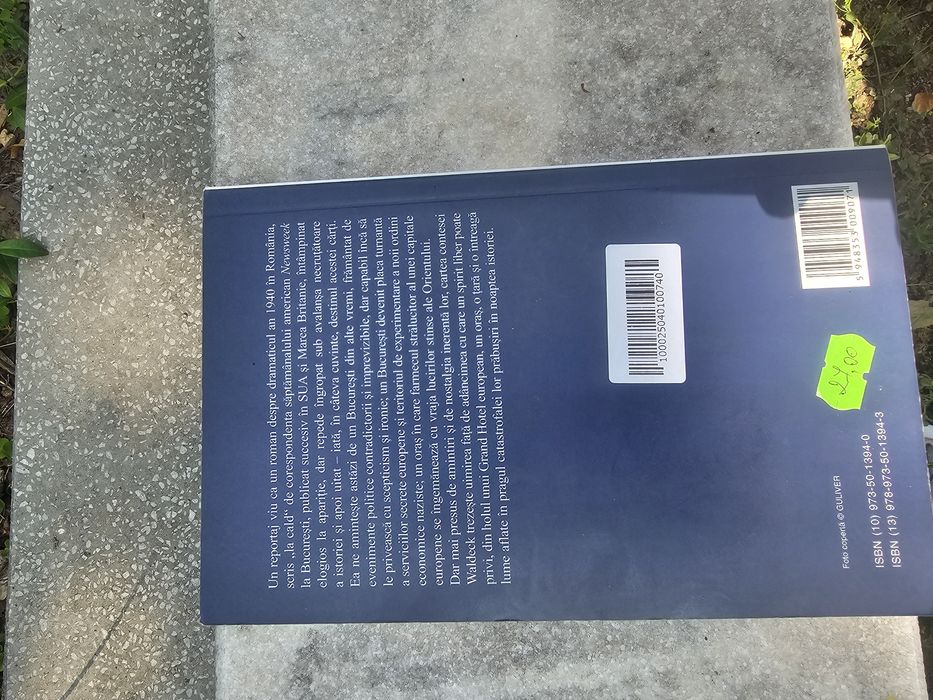 Un reportaj viu ca un roman despre dramaticul an 1940 în România,
scris „la cald“ de corespondenta săptămânalului american Newsweek
la București, publicat succesiv în SUA și Marea Britanie, întâmpinat
elogios la apariție, dar repede îngropat sub avalanșa necruțătoare
a istoriei și apoi uitat – iată, în câteva cuvinte, destinul acestei cărți.
Ea ne amintește astăzi de un București din alte vremi, frământat de
evenimente politice contradictorii și imprevizibile, dar capabil încă să
le privească cu scepticism și ironie; un București devenit placa turnantă
a serviciilor secrete europene și teritoriul de experimentare a noii ordini
economice naziste; un oraș în care farmecul strălucitor al unei capitale
europene se îngemănează cu vraja lucrurilor stinse ale Orientului.
Dar mai presus de amintiri și de nostalgia inerentă lor, cartea contesei
Waldeck trezește uimirea față de adâncimea cu care un spirit liber poate
privi, din holul unui Grand Hotel european, un oraș, o țară și o întreagă
lume aflate în pragul catastrofalei lor prăbușiri în noaptea istoriei.
100025040100740
5 948353 009071
27,00
Foto copertă © GULIVER
ISBN (10) 973-50-1394-0
ISBN (13) 978-973-50-1394-3